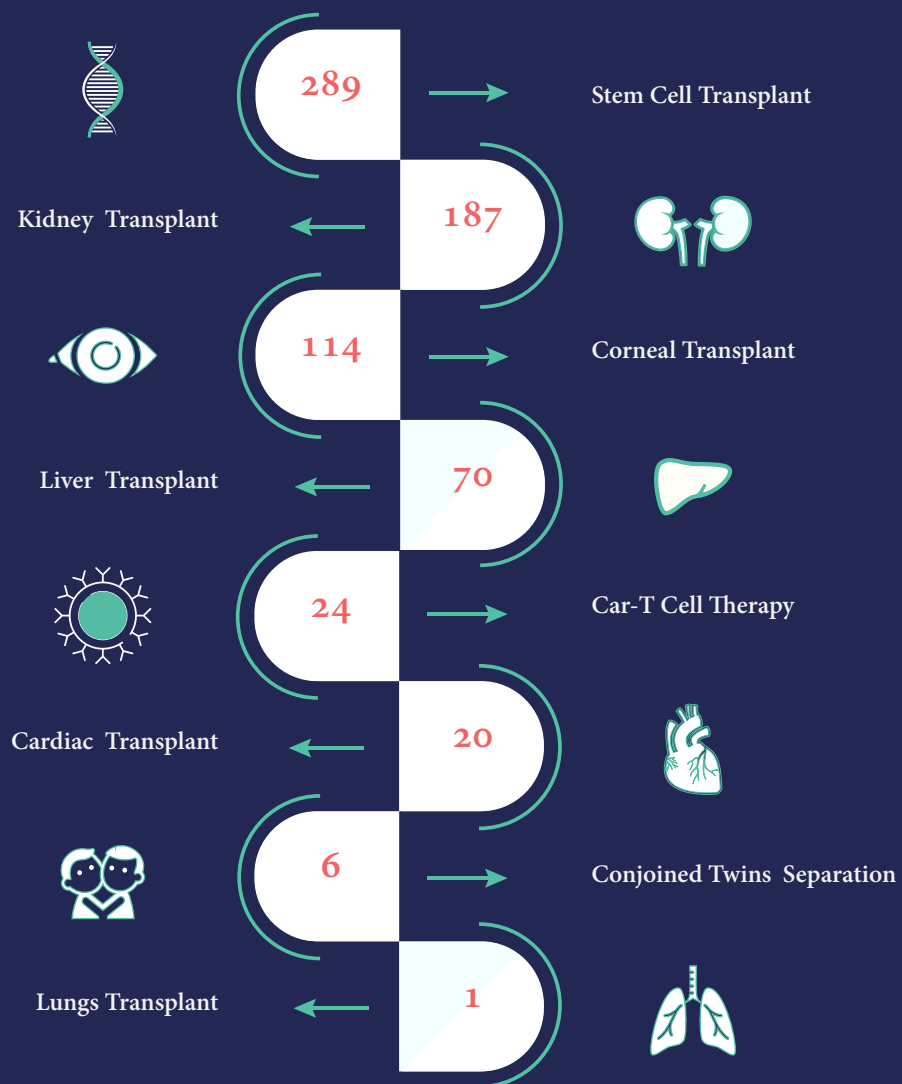 289
Stem Cell Transplant
Kidney Transplant
187
114
Corneal Transplant
Liver Transplant
70
24
Car-T Cell Therapy
Cardiac Transplant
20
6
Conjoined Twins Separation
Lungs Transplant
1